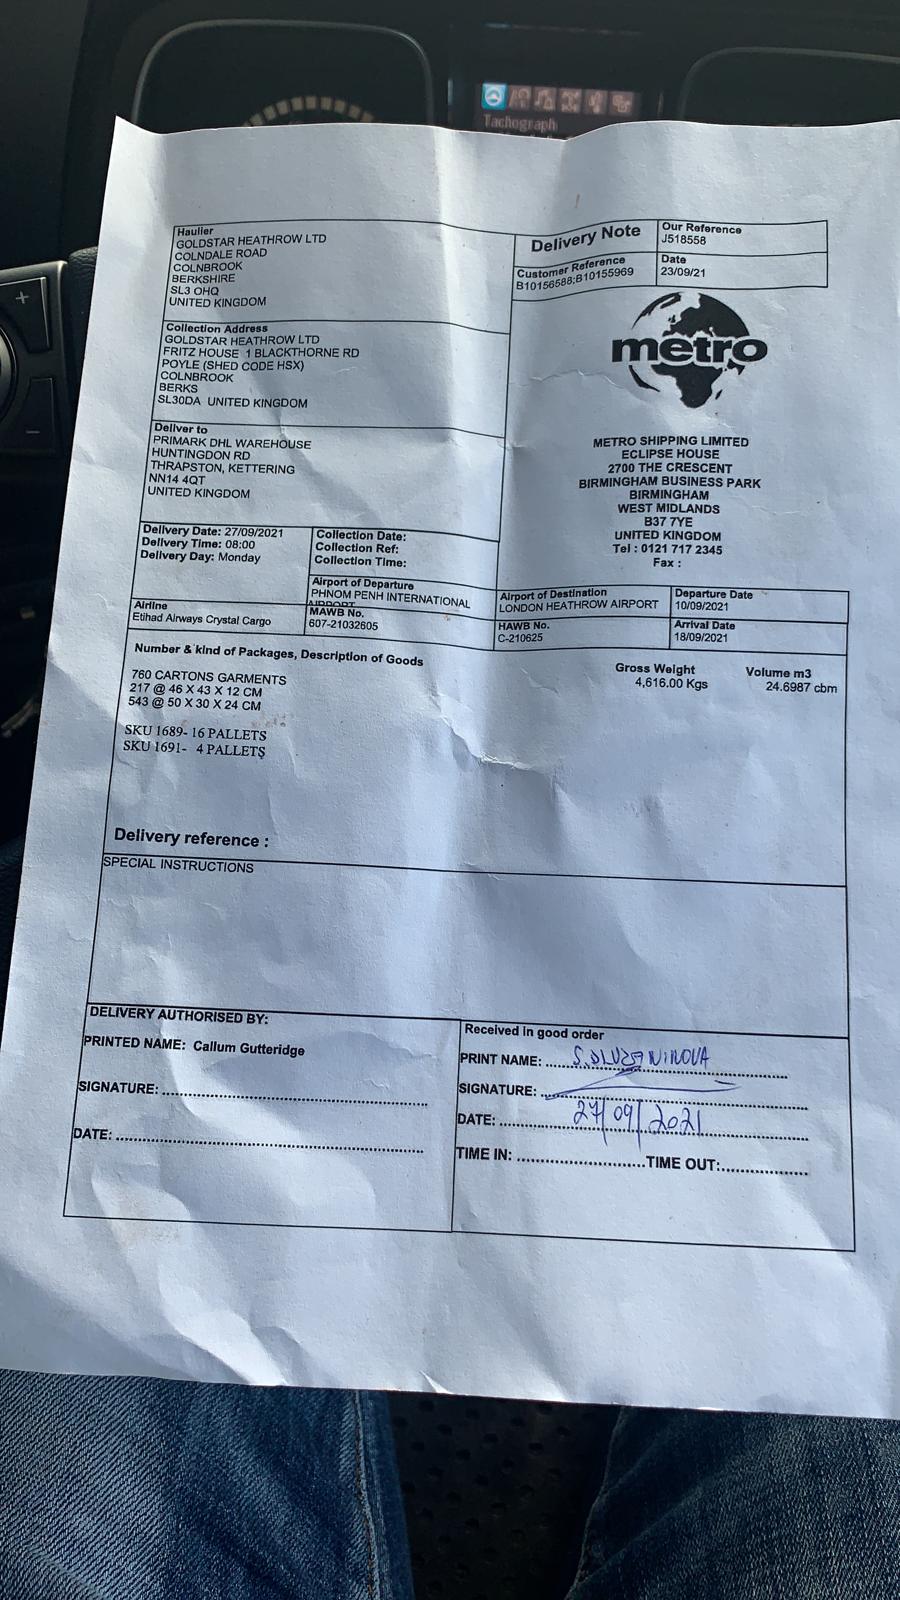 Tachograph
Haulier
GOLDSTAR HEATHROW LTD
COLNDALE ROAD
COLNBROOK
BERKSHIRE
SL3 OHQ
UNITED KINGDOM
Delivery Note
Our Reference
J518558
Customer Reference
B10156588;B10155969
Date
23/09/21
Collection Address
GOLDSTAR HEATHROW LTD
FRITZ HOUSE 1 BLACKTHORNE RD
POYLE (SHED CODE HSX)
COLNBROOK
BERKS
SL30DA UNITED KINGDOM
metro
Deliver to
PRIMARK DHL WAREHOUSE
HUNTINGDON RD
THRAPSTON, KETTERING
NN14 4QT
UNITED KINGDOM
METRO SHIPPING LIMITED
ECLIPSE HOUSE
2700 THE CRESCENT
BIRMINGHAM BUSINESS PARK
BIRMINGHAM
WEST MIDLANDS
B37 7YE
UNITED KINGDOM
Tel : 0121 717 2345
Fax :
Delivery Date: 27/09/2021
Delivery Time: 08:00
Delivery Day: Monday
Collection Date:
Collection Ref:
Collection Time:
Airport of Departure
PHNOM PENH INTERNATIONAL
AIRPORT
Airport of Destination
LONDON HEATHROW AIRPORT
Departure Date
10/09/2021
Airline
Etihad Airways Crystal Cargo
MAWB No.
607-21032605
HAWB No.
C-210625
Arrival Date
18/09/2021
Number & kind of Packages, Description of Goods
Gross Weight
4,616.00 Kgs
Volume m3
24.6987 cbm
760 CARTONS GARMENTS
217 @ 46 X 43 X 12 CM
543 @ 50 X 30 X 24 CM
SKU 1689- 16 PALLETS
SKU 1691- 4 PALLETS
Delivery reference :
SPECIAL INSTRUCTIONS
DELIVERY AUTHORISED BY:
PRINTED NAME: Callum Gutteridge
SIGNATURE:
DATE:
Received in good order
PRINT NAME:
SIGNATURE:
DATE: 27/09/2021
TIME IN: TIME OUT: